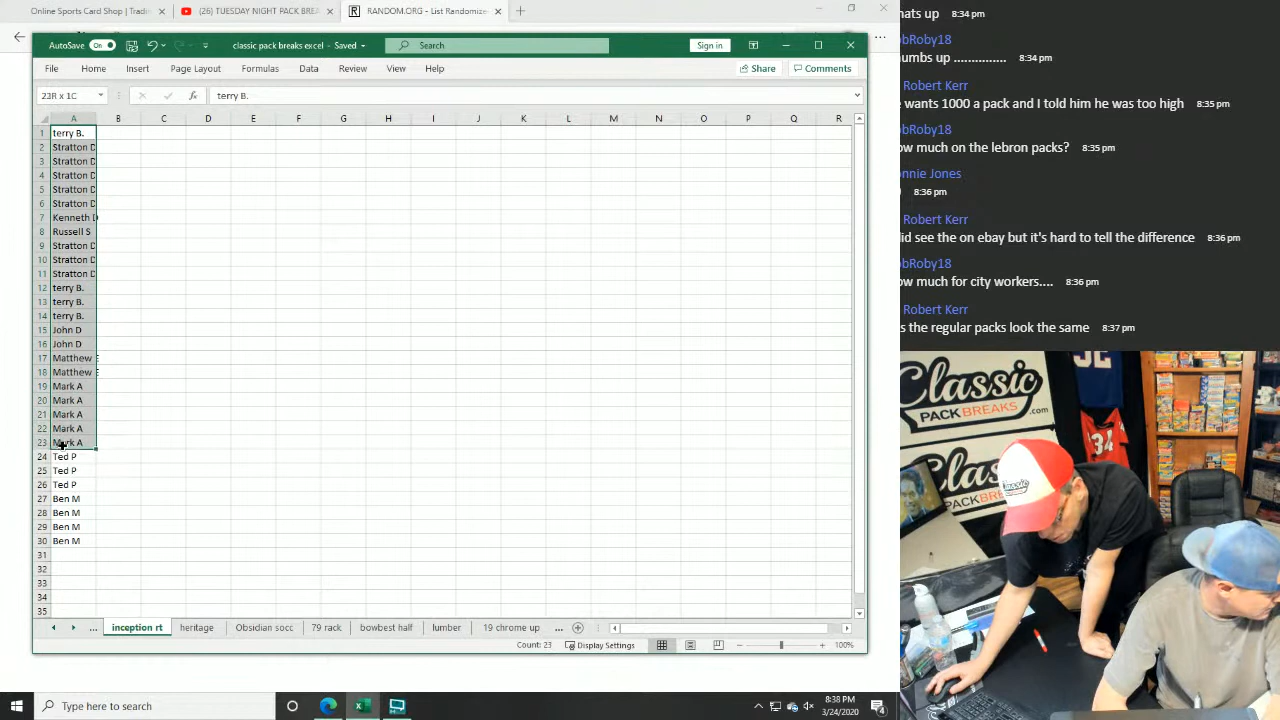 Online Sports Card Shop | Tradin
(26) TUESDAY NIGHT PACK BREA
RANDOM.ORG - List Randomize
AutoSave On
classic pack breaks excel - Saved
Search
Sign in
File Home Insert Page Layout Formulas Data Review View Help
Share Comments
23R x 1C
fx terry B.
A B C D E F G H I J K L M N O P Q R
1 terry B.
2 Stratton D
3 Stratton D
4 Stratton D
5 Stratton D
6 Stratton D
7 Kenneth
8 Russell S
9 Stratton D
10 Stratton D
11 Stratton D
12 terry B.
13 terry B.
14 terry B.
15 John D
16 John D
17 Matthew
18 Matthew
19 Mark A
20 Mark A
21 Mark A
22 Mark A
23 Mark A
24 Ted P
25 Ted P
26 Ted P
27 Ben M
28 Ben M
29 Ben M
30 Ben M
31
32
33
34
35
... inception rt heritage Obsidian socc 79 rack bowbest half lumber 19 chrome up ...
Count: 23 Display Settings 100%
Type here to search
8:38 PM
3/24/2020
4
hats up 8:34 pm
bRoby18
umbs up ............... 8:34 pm
Robert Kerr
wants 1000 a pack and I told him he was too high 8:35 pm
bRoby18
ow much on the lebron packs? 8:35 pm
nnie Jones
8:36 pm
Robert Kerr
id see the on ebay but it's hard to tell the difference 8:36 pm
bRoby18
ow much for city workers.... 8:36 pm
Robert Kerr
s the regular packs look the same 8:37 pm
Classic
PACKBREAKS.com
34
Classic
PACK BREAKS